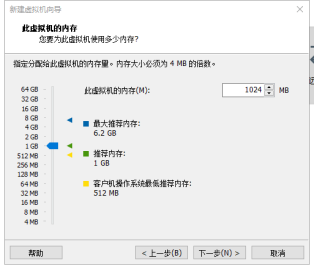 新建虚拟机向导
此虚拟机的内存
您要为此虚拟机使用多少内存?
指定分配给此虚拟机的内存量。内存大小必须为 4 MB 的倍数。
64 GB
32 GB
16 GB
8 GB
4 GB
2 GB
1 GB
512 MB
256 MB
128 MB
64 MB
32 MB
16 MB
8 MB
4 MB
此虚拟机的内存(M): 1024 MB
最大推荐内存:
6.2 GB
推荐内存:
1 GB
客户机操作系统最低推荐内存:
512 MB
帮助 < 上一步(B) 下一步(N) > 取消